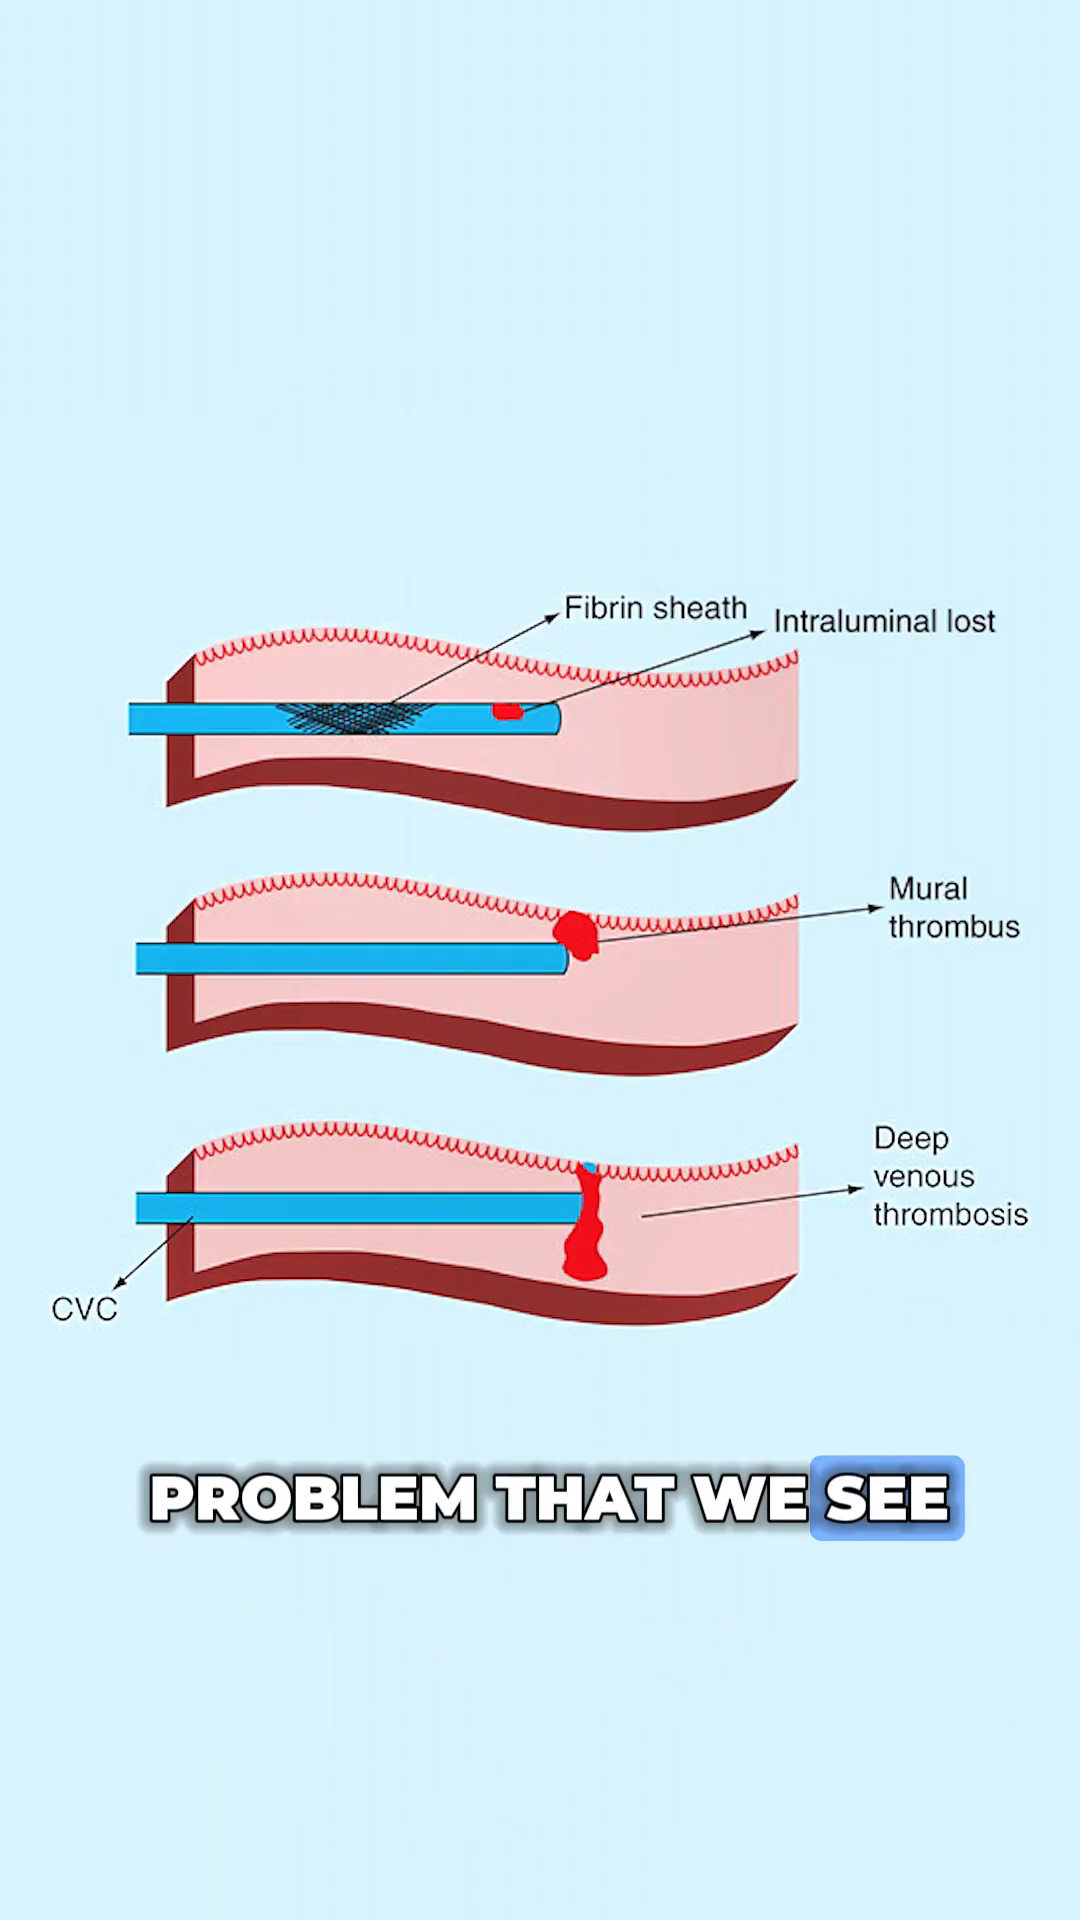 Fibrin sheath
Intraluminal lost
Mural
thrombus
Deep
venous
thrombosis
CVC
PROBLEM THAT WE SEE